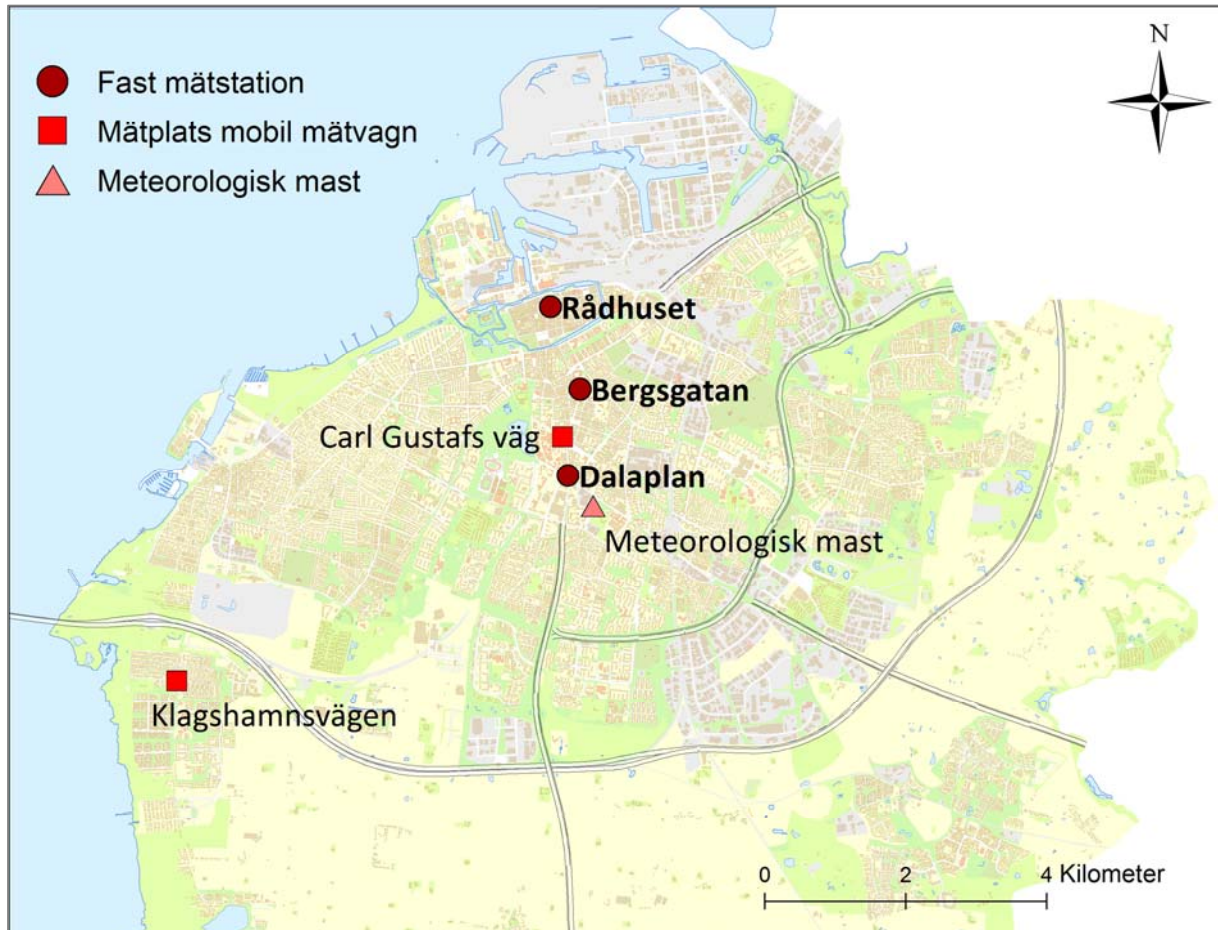 N
Fast mätstation
Mätplats mobil mätvagn
Meteorologisk mast
Rådhuset
Bergsgatan
Carl Gustafs väg
Dalaplan
Meteorologisk mast
Klagshamnsvägen
0 2 4 Kilometer